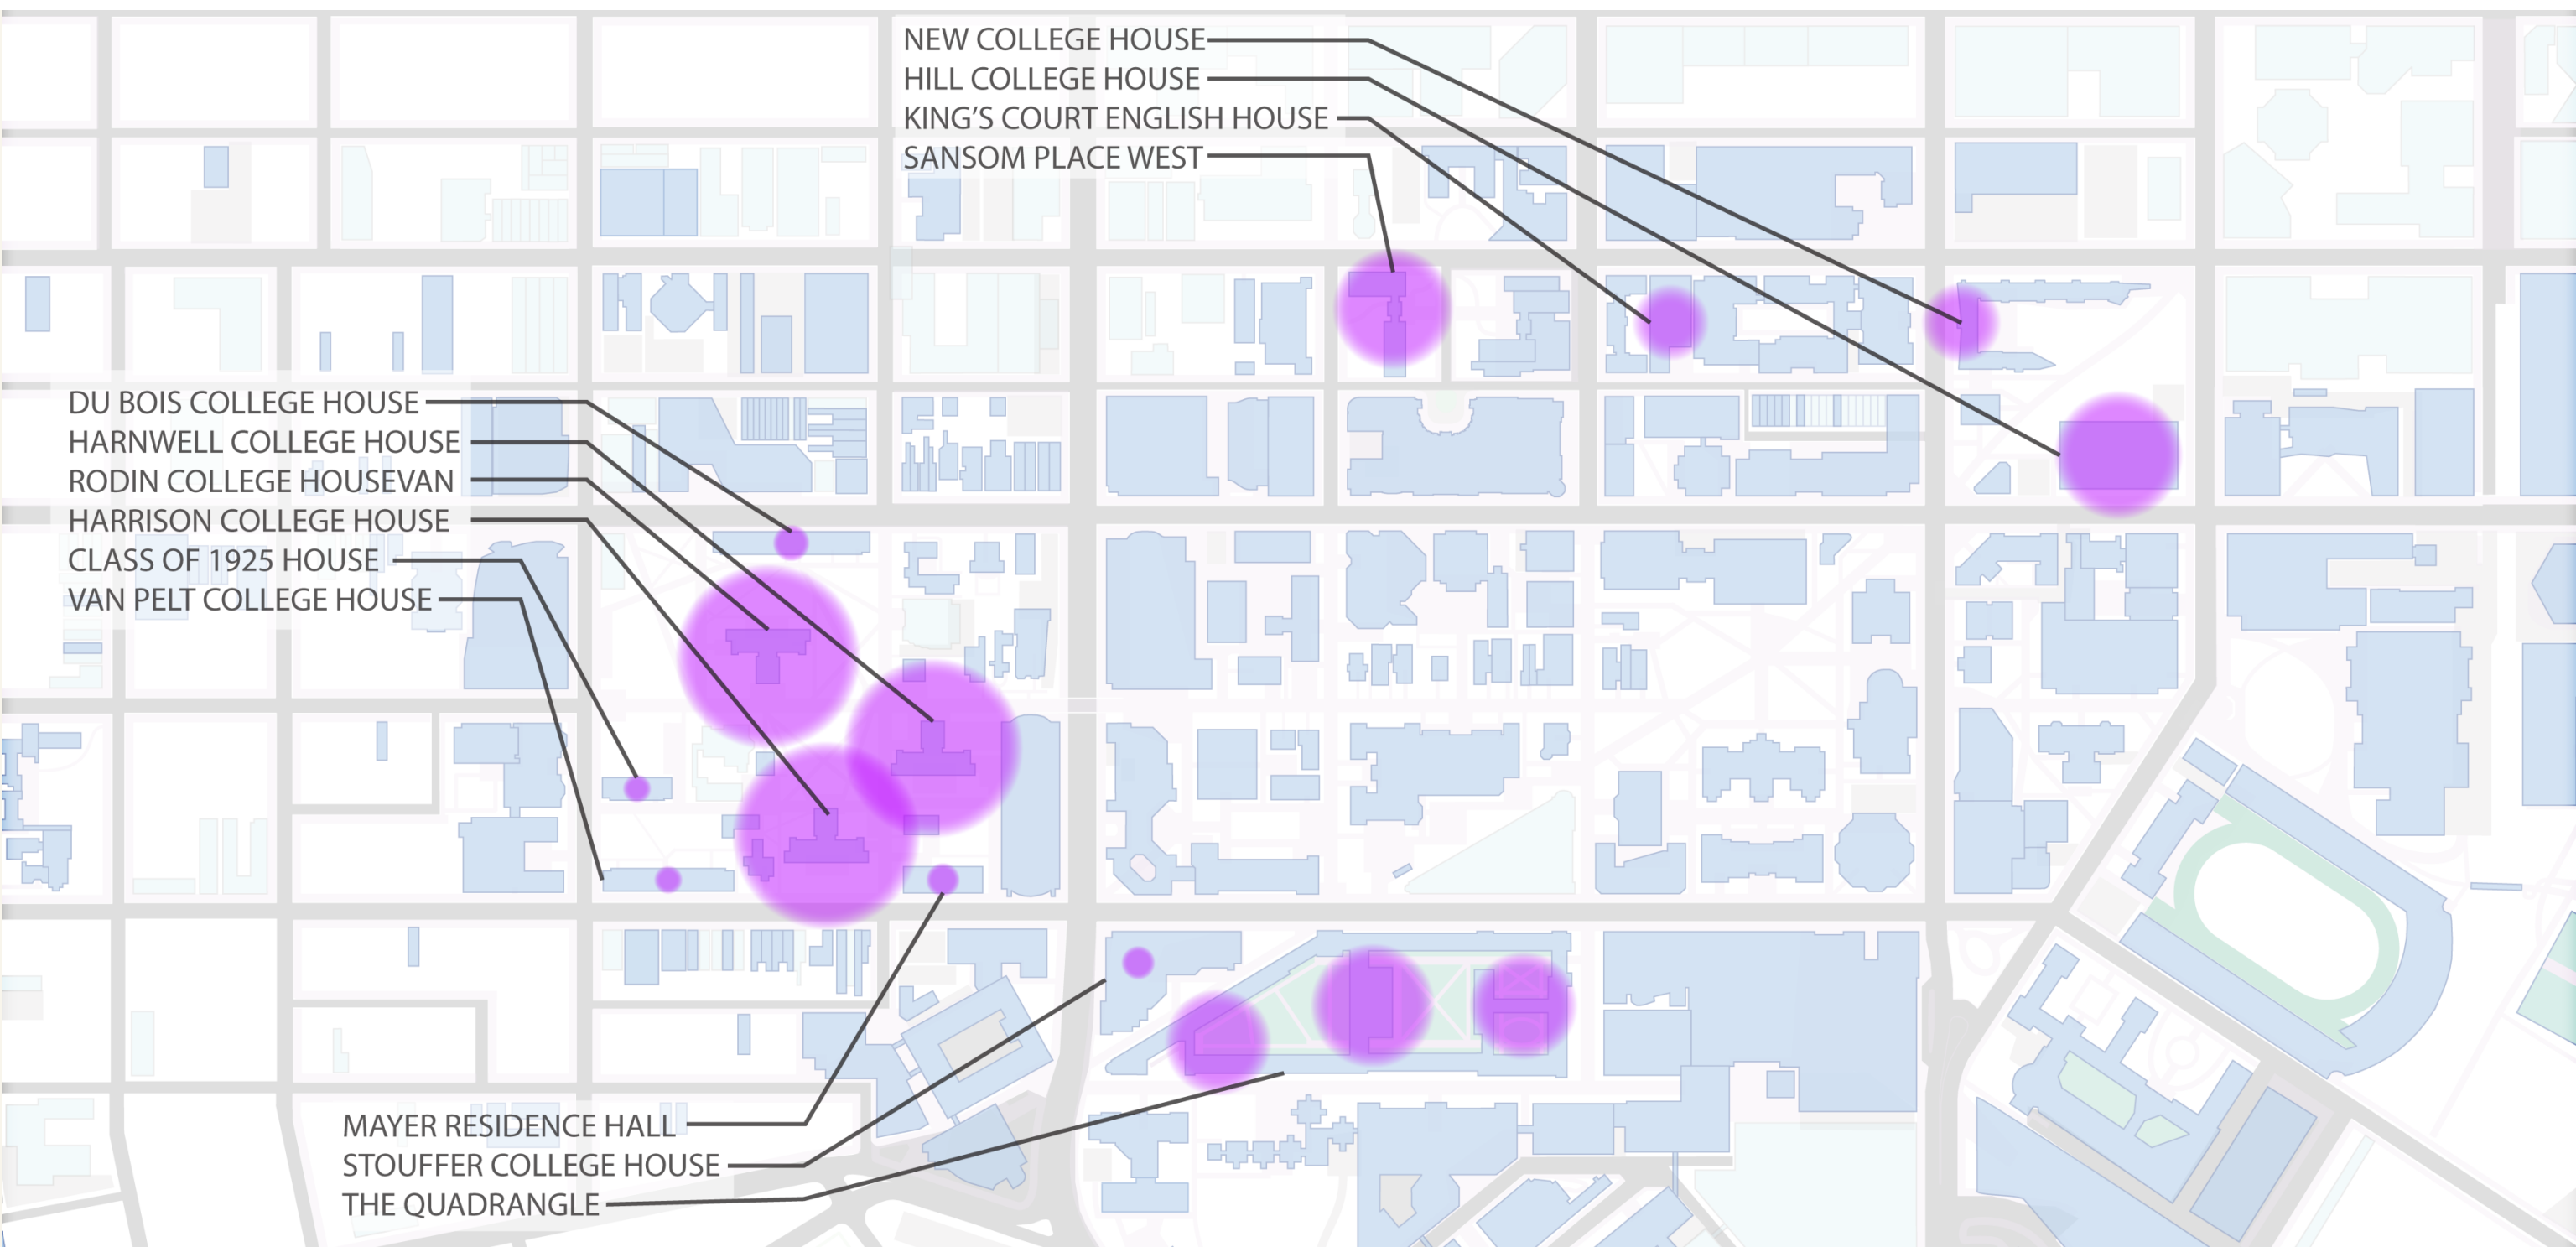 NEW COLLEGE HOUSE
HILL COLLEGE HOUSE
KING’S COURT ENGLISH HOUSE
SANSOM PLACE WEST
DU BOIS COLLEGE HOUSE
HARNWELL COLLEGE HOUSE
RODIN COLLEGE HOUSEVAN
HARRISON COLLEGE HOUSE
CLASS OF 1925 HOUSE
VAN PELT COLLEGE HOUSE
MAYER RESIDENCE HALL
STOUFFER COLLEGE HOUSE
THE QUADRANGLE